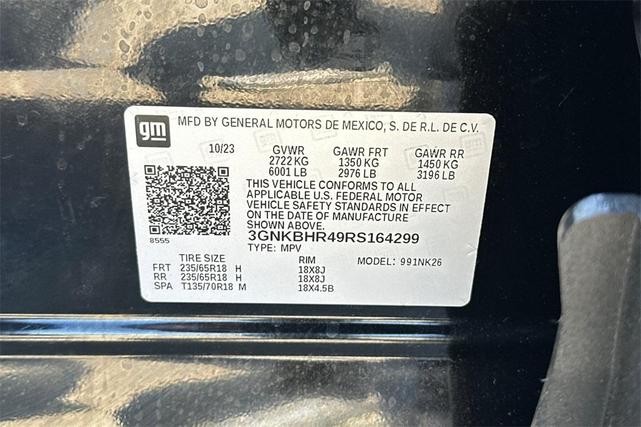 gm MFD BY GENERAL MOTORS DE MEXICO, S. DE R.L. DE C.V.
10/23 GVWR GAWR FRT GAWR RR
2722 KG 1350 KG 1450 KG
6001 LB 2976 LB 3196 LB
THIS VEHICLE CONFORMS TO ALL
APPLICABLE U.S. FEDERAL MOTOR
VEHICLE SAFETY STANDARDS IN EFFECT
ON THE DATE OF MANUFACTURE
SHOWN ABOVE.
8555
3GNKBHR49RS164299
TYPE: MPV
TIRE SIZE RIM MODEL: 991NK26
FRT 235/65R18 H 18X8J
RR 235/65R18 H 18X8J
SPA T135/70R18 M 18X4.5B